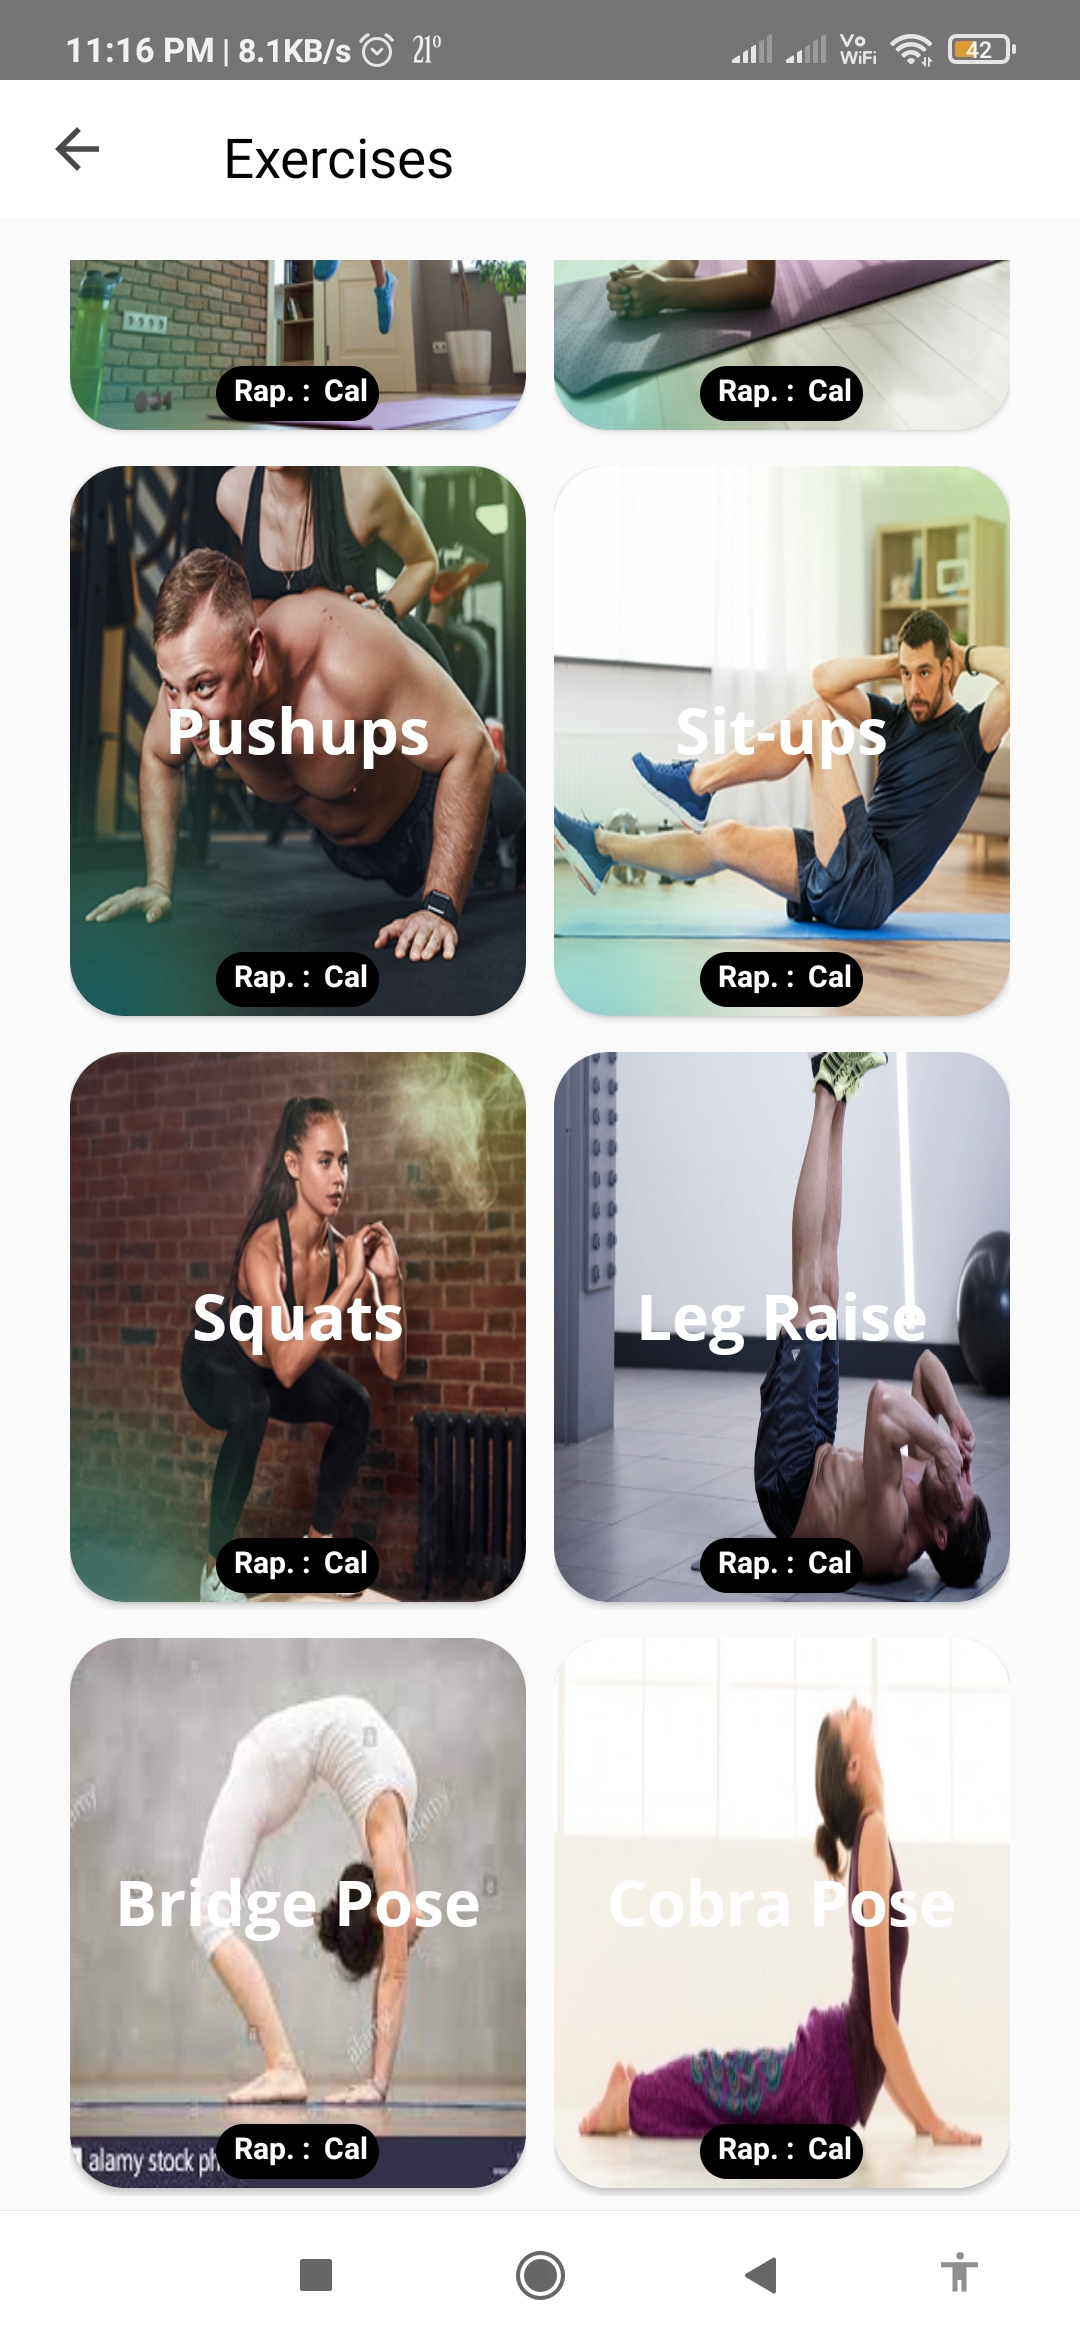 11:16 PM | 8.1KB/s 21⁰ Vo WiFi 42
Exercises
Rap. : Cal
Rap. : Cal
Pushups
Rap. : Cal
Sit-ups
Rap. : Cal
Squats
Rap. : Cal
Leg Raise
Rap. : Cal
Bridge Pose
alamy
alamy stock ph
Rap. : Cal
Cobra Pose
Rap. : Cal